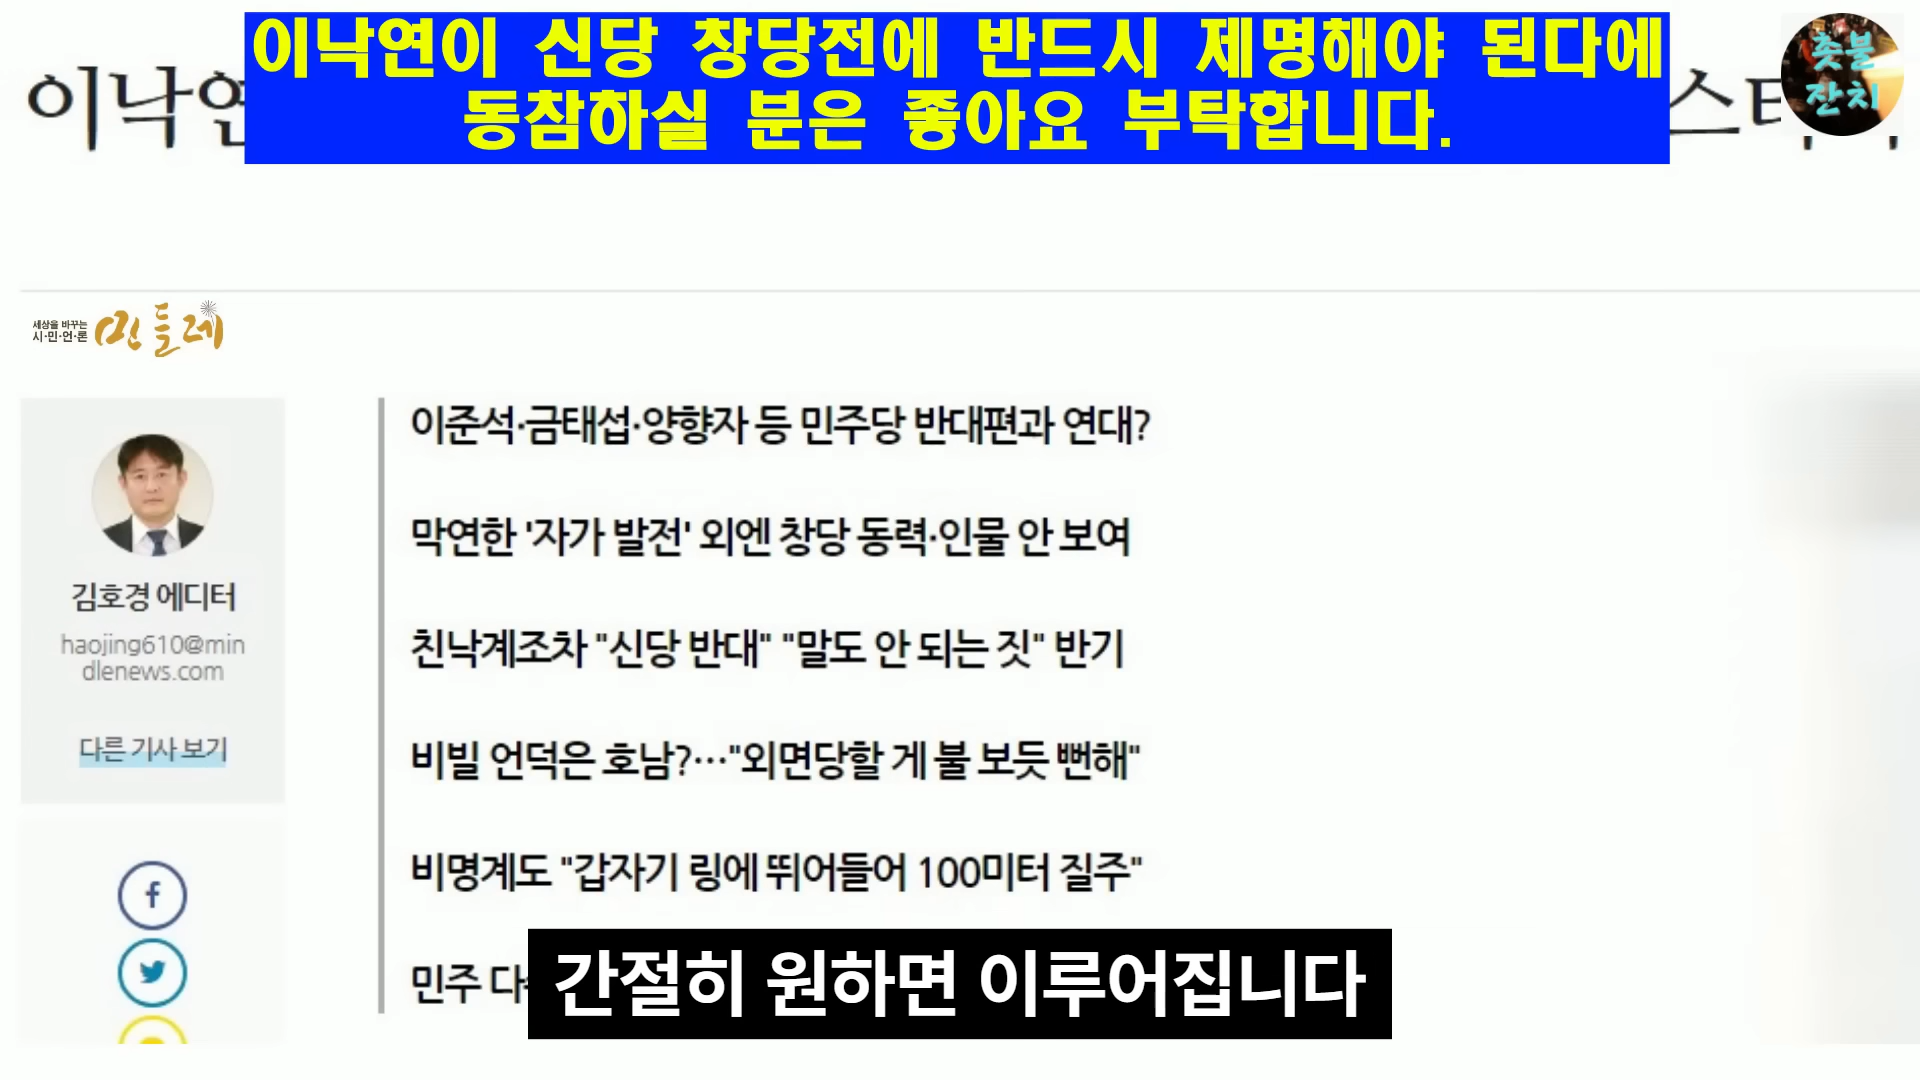 이낙연이 신당 창당전에 반드시 제명해야 된다에
동참하실 분은 좋아요 부탁합니다.
촛불
잔치
이낙연
세상을 바꾸는
시·민·언·론
민들레
김호경 에디터
haojing610@min
dlenews.com
다른 기사 보기
이준석·금태섭·양향자 등 민주당 반대편과 연대?
막연한 '자가 발전' 외엔 창당 동력·인물 안 보여
친낙계조차 "신당 반대" "말도 안 되는 짓" 반기
비빌 언덕은 호남?…"외면당할 게 불 보듯 뻔해"
비명계도 "갑자기 링에 뛰어들어 100미터 질주"
민주
간절히 원하면 이루어집니다